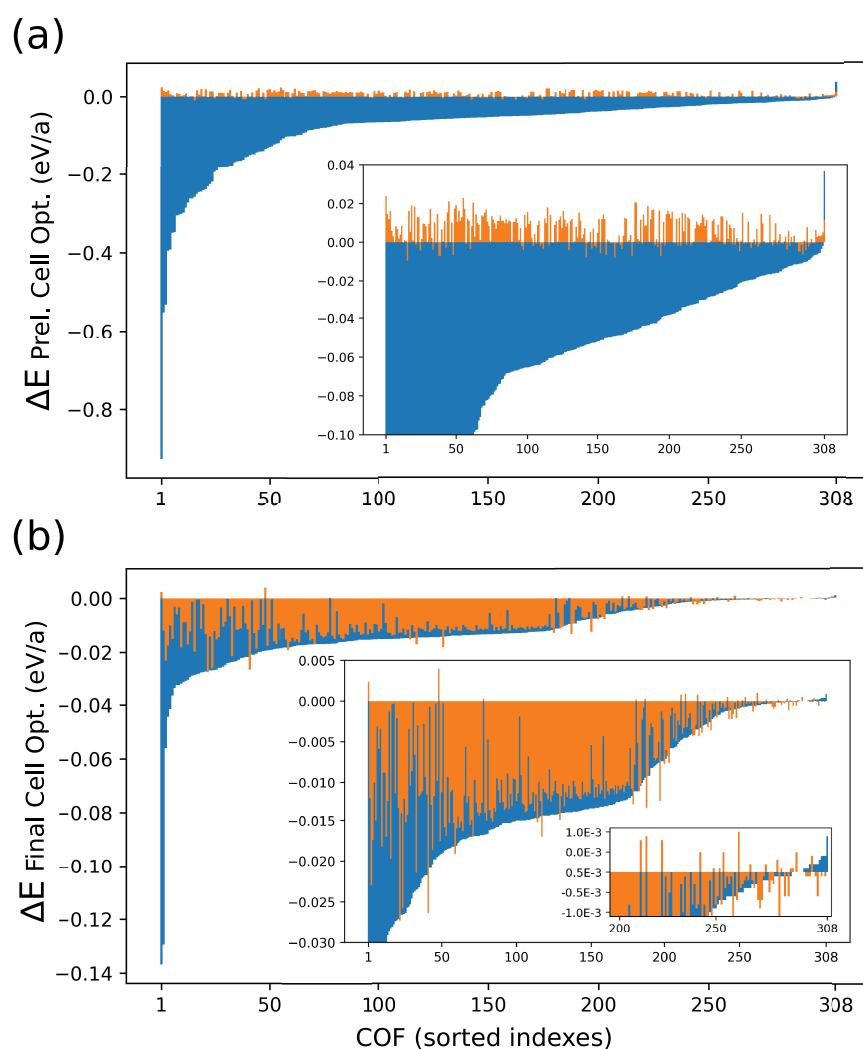 (a)
ΔE Prel. Cell Opt. (eV/a)
0.0
−0.2
−0.4
−0.6
−0.8
0.04
0.02
0.00
−0.02
−0.04
−0.06
−0.08
−0.10
1 50 100 150 200 250 308
1 50 100 150 200 250 308
(b)
ΔE Final Cell Opt. (eV/a)
0.00
−0.02
−0.04
−0.06
−0.08
−0.10
−0.12
−0.14
0.005
0.000
−0.005
−0.010
−0.015
−0.020
−0.025
−0.030
1.0E-3
0.0E-3
0.5E-3
-0.5E-3
-1.0E-3
200 250 308
1 50 100 150 200 260 308
1 50 100 150 200 250 308
COF (sorted indexes)